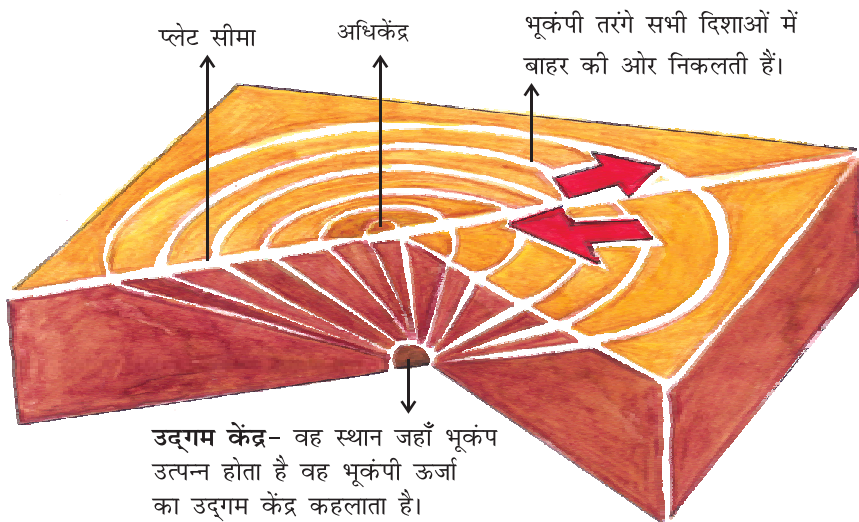 प्लेट सीमा
अधिकेंद्र
भूकंपी तरंगे सभी दिशाओं में
बाहर की ओर निकलती हैं।
उद्‌गम केंद्र- वह स्थान जहाँ भूकंप
उत्पन्न होता है वह भूकंपी ऊर्जा
का उद्‌गम केंद्र कहलाता है।